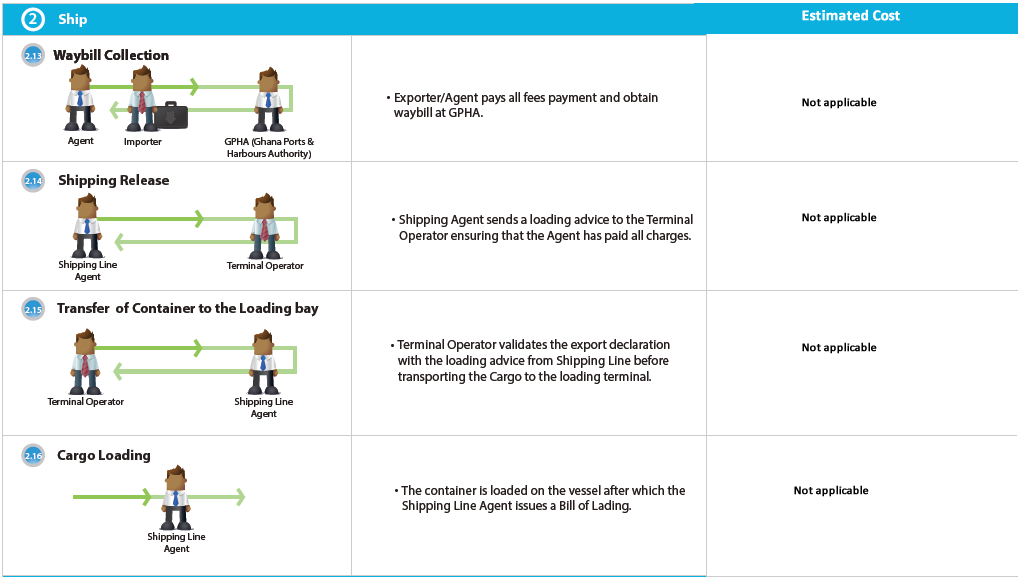 2 Ship
Estimated Cost
2.13 Waybill Collection
Agent
Importer
GPHA (Ghana Ports &
Harbours Authority)
• Exporter/Agent pays all fees payment and obtain
waybill at GPHA.
Not applicable
2.14 Shipping Release
Shipping Line
Agent
Terminal Operator
• Shipping Agent sends a loading advice to the Terminal
Operator ensuring that the Agent has paid all charges.
Not applicable
2.15 Transfer of Container to the Loading bay
Terminal Operator
Shipping Line
Agent
• Terminal Operator validates the export declaration
with the loading advice from Shipping Line before
transporting the Cargo to the loading terminal.
Not applicable
2.16 Cargo Loading
Shipping Line
Agent
• The container is loaded on the vessel after which the
Shipping Line Agent issues a Bill of Lading.
Not applicable